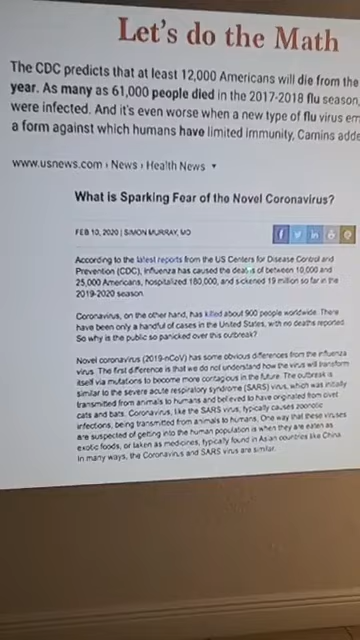 Let's do the Math
The CDC predicts that at least 12,000 Americans will die from the
year. As many as 61,000 people died in the 2017-2018 flu season,
were infected. And it's even worse when a new type of flu virus em
a form against which humans have limited immunity, Camins adde
www.usnews.com › News › Health News
What is Sparking Fear of the Novel Coronavirus?
FEB 10, 2020 | SIMON MURRAY, MD
According to the latest reports from the US Centers for Disease Control and
Prevention (CDC), influenza has caused the deaths of between 10,000 and
25,000 Americans, hospitalized 180,000, and sickened 19 million so far in the
2019-2020 season.
Coronavirus, on the other hand, has killed about 900 people worldwide. There
have been only a handful of cases in the United States, with no deaths reported.
So why is the public so panicked over this outbreak?
Novel coronavirus (2019-nCoV) has some obvious differences from the influenza
virus. The first difference is that we do not understand how the virus will transform
itself via mutations to become more contagious in the future. The outbreak is
similar to the severe acute respiratory syndrome (SARS) virus, which was initially
transmitted from animals to humans and believed to have originated from civet
cats and bats. Coronavirus, like the SARS virus, typically causes zoonotic
infections, being transmitted from animals to humans. One way that these viruses
are suspected of getting into the human population is when they are eaten as
exotic foods, or taken as medicines, typically found in Asian countries like China.
In many ways, the Coronavirus and SARS virus are similar.